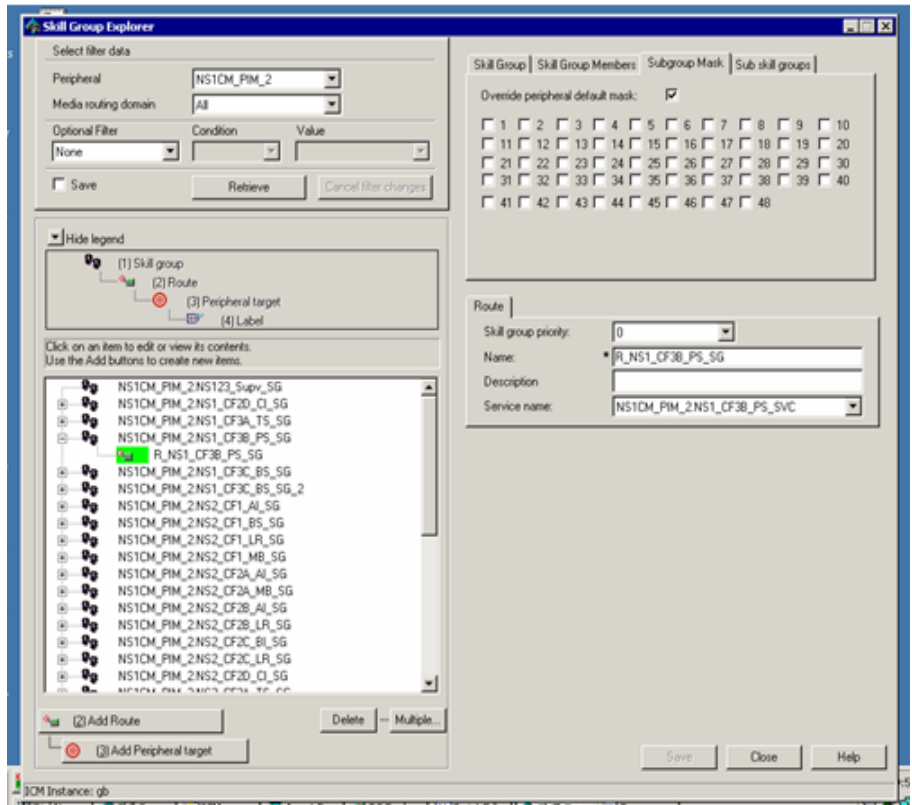 Skill Group Explorer
Select filter data
Peripheral NS1CM_PIM_2
Media routing domain All
Optional Filter Condition Value
None
Save Retrieve Cancel filter changes
Hide legend
(1) Skill group
(2) Route
(3) Peripheral target
(4) Label
Click on an item to edit or view its contents.
Use the Add buttons to create new items.
NS1CM_PIM_2.NS123_Supv_SG
NS1CM_PIM_2.NS1_CF2D_CI_SG
NS1CM_PIM_2.NS1_CF3A_TS_SG
NS1CM_PIM_2.NS1_CF3B_PS_SG
R_NS1_CF3B_PS_SG
NS1CM_PIM_2.NS1_CF3C_BS_SG
NS1CM_PIM_2.NS1_CF3C_BS_SG_2
NS1CM_PIM_2.NS2_CF1_AI_SG
NS1CM_PIM_2.NS2_CF1_BS_SG
NS1CM_PIM_2.NS2_CF1_LR_SG
NS1CM_PIM_2.NS2_CF1_MB_SG
NS1CM_PIM_2.NS2_CF2A_AI_SG
NS1CM_PIM_2.NS2_CF2A_MB_SG
NS1CM_PIM_2.NS2_CF2B_AI_SG
NS1CM_PIM_2.NS2_CF2B_LR_SG
NS1CM_PIM_2.NS2_CF2C_BI_SG
NS1CM_PIM_2.NS2_CF2C_LR_SG
NS1CM_PIM_2.NS2_CF2D_CI_SG
(2) Add Route Delete Multiple...
(3) Add Peripheral target
Skill Group Skill Group Members Subgroup Mask Sub skill groups
Override peripheral default mask:
1 2 3 4 5 6 7 8 9 10
11 12 13 14 15 16 17 18 19 20
21 22 23 24 25 26 27 28 29 30
31 32 33 34 35 36 37 38 39 40
41 42 43 44 45 46 47 48
Route
Skill group priority: 0
Name: * R_NS1_CF3B_PS_SG
Description
Service name: NS1CM_PIM_2.NS1_CF3B_PS_SVC
Save Close Help
ICM Instance: gb